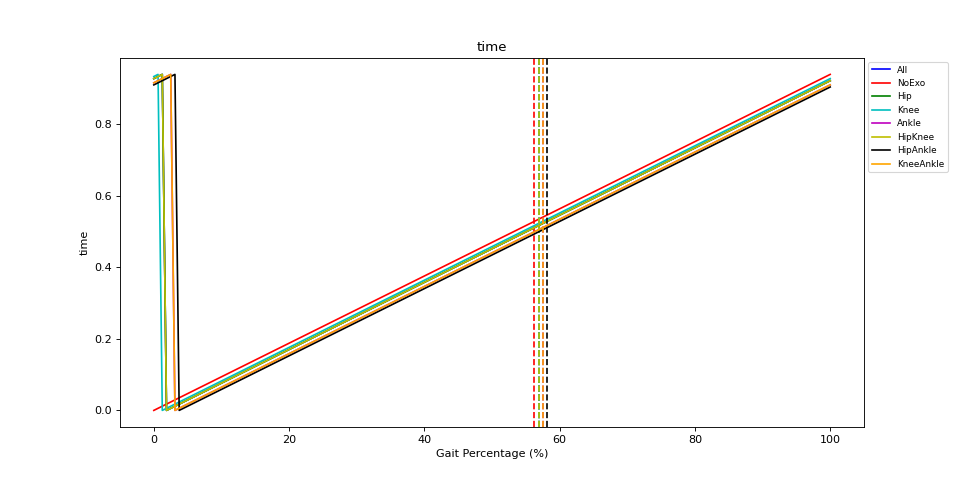 time
time
0.8
0.6
0.4
0.2
0.0
0
20
40
60
80
100
Gait Percentage (%)
All
NoExo
Hip
Knee
Ankle
HipKnee
HipAnkle
KneeAnkle